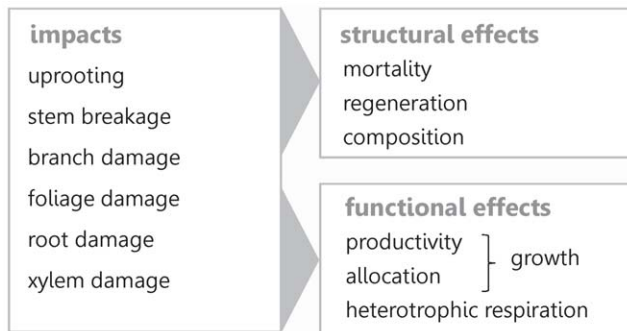 impacts
uprooting
stem breakage
branch damage
foliage damage
root damage
xylem damage
structural effects
mortality
regeneration
composition
functional effects
productivity
allocation
growth
heterotrophic respiration